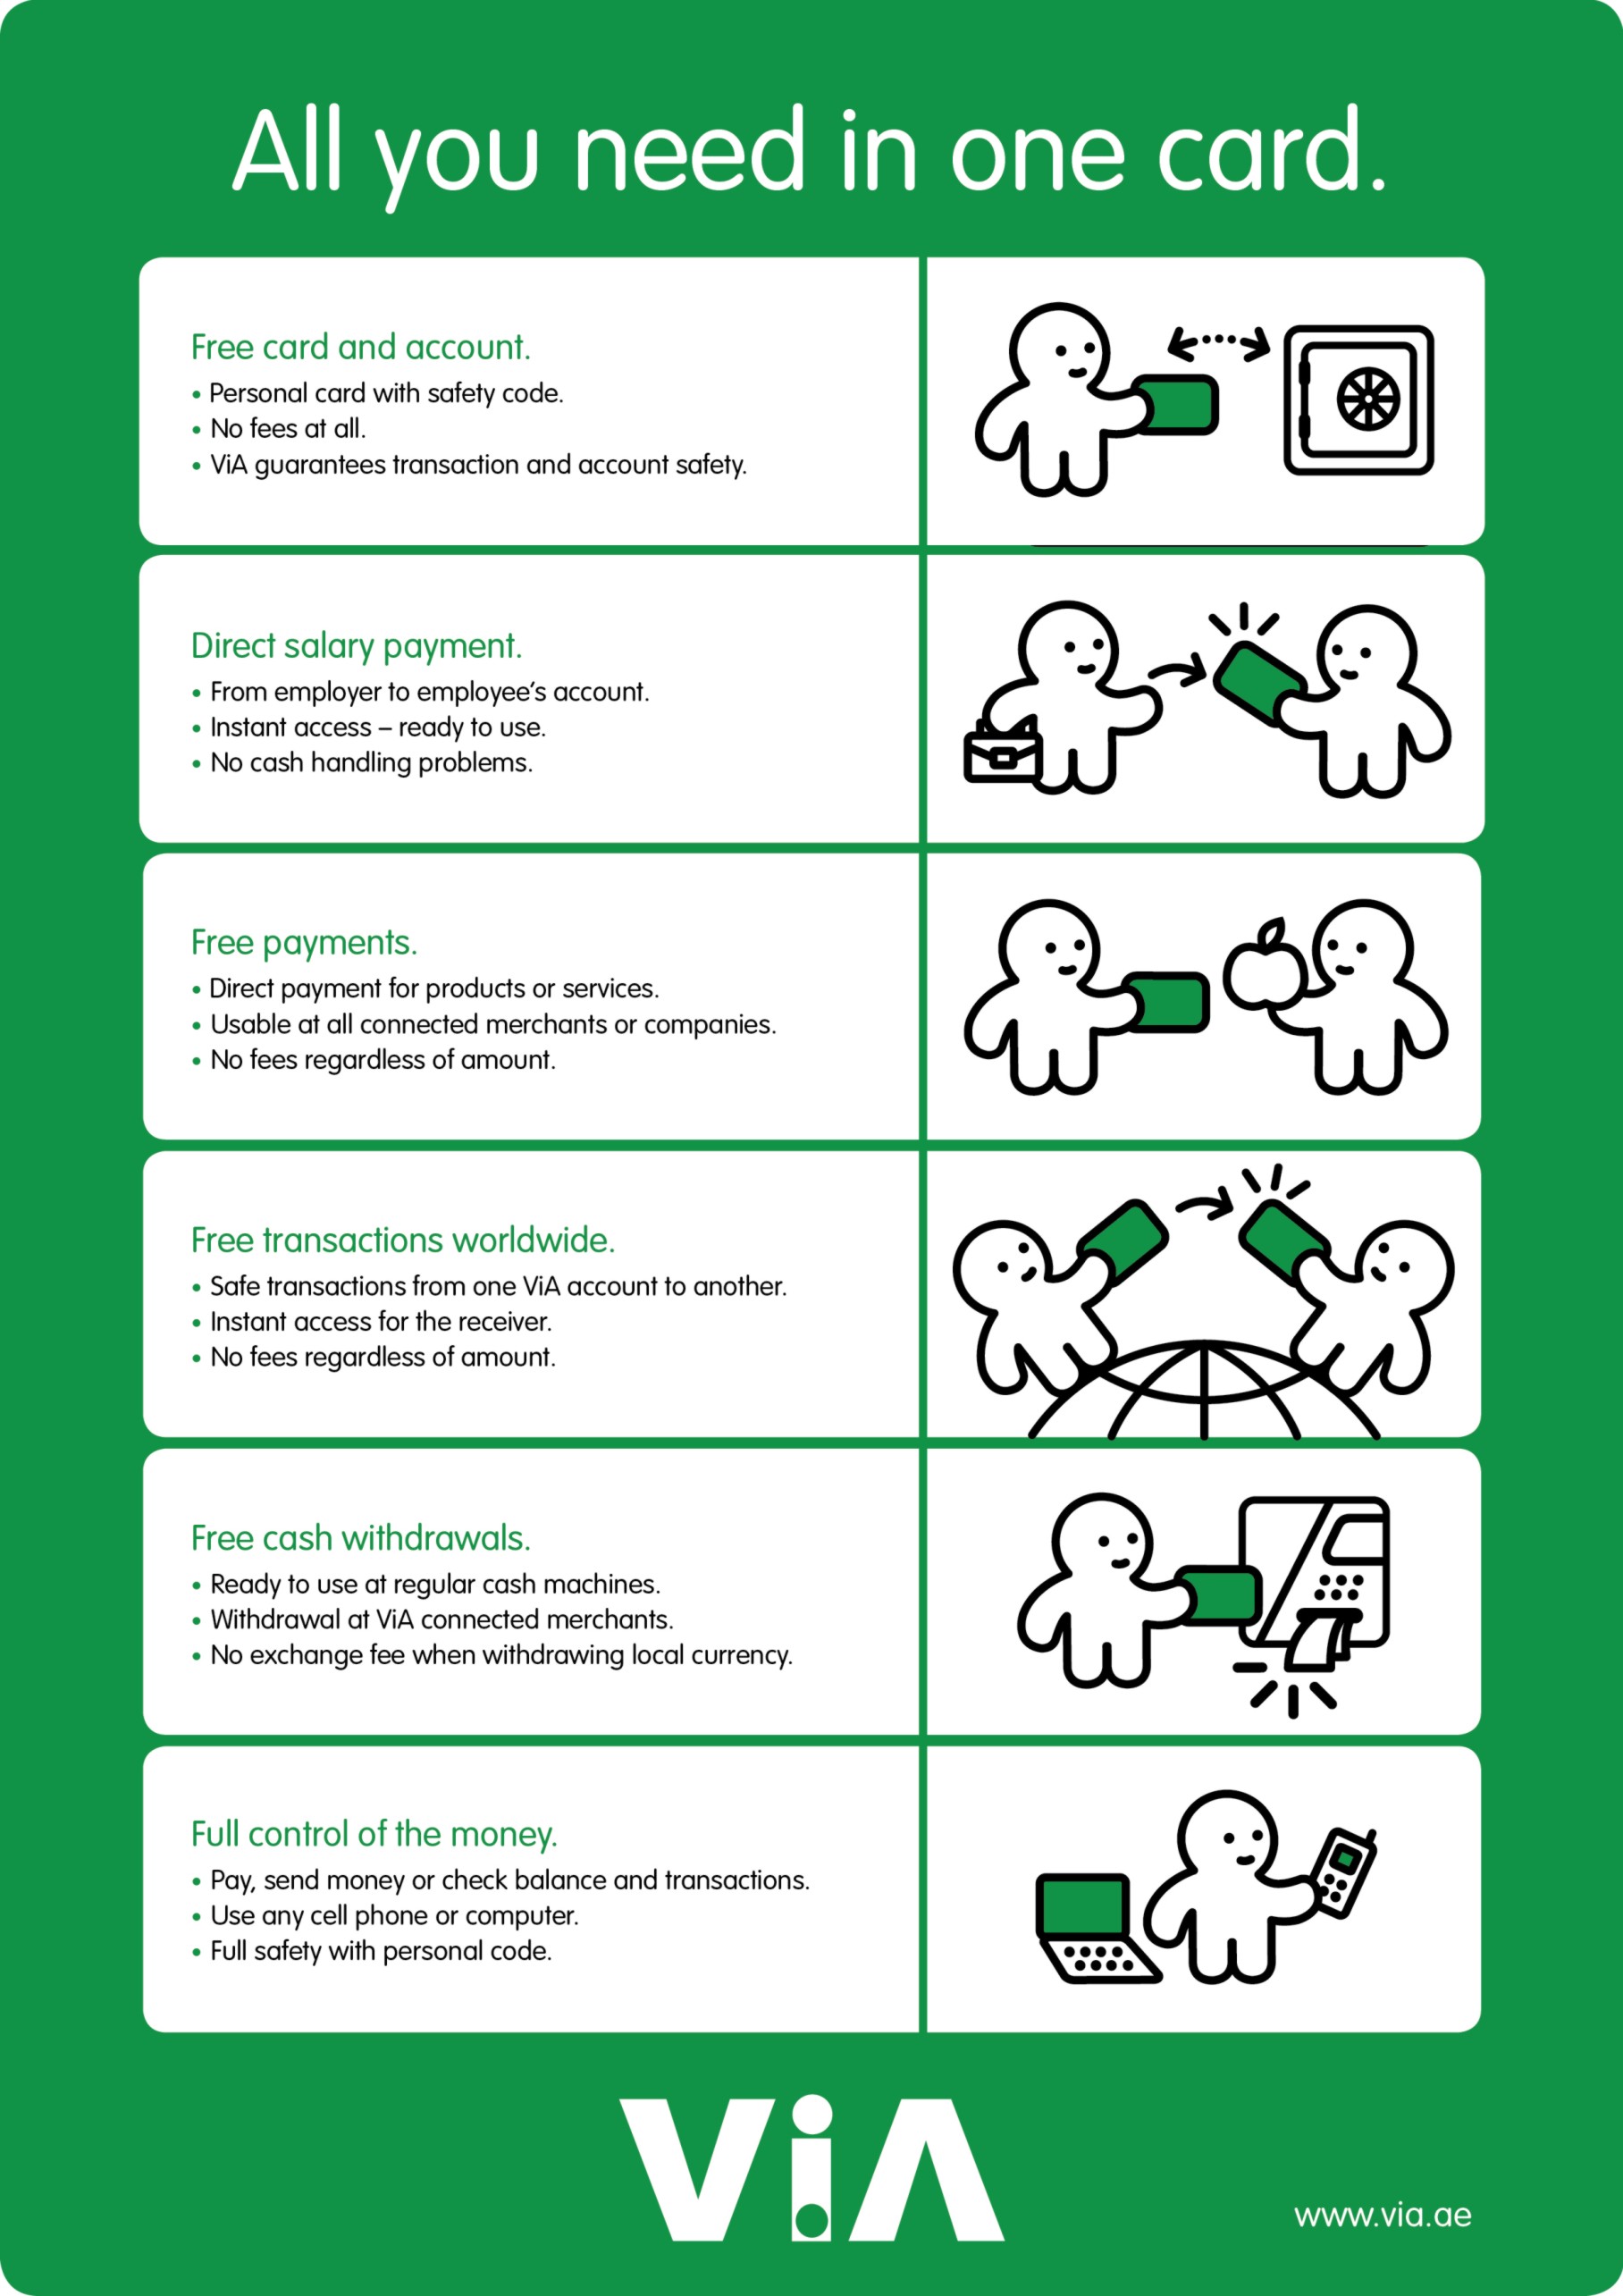 All you need in one card.
Free card and account.
• Personal card with safety code.
• No fees at all.
• ViA guarantees transaction and account safety.
Direct salary payment.
• From employer to employee’s account.
• Instant access – ready to use.
• No cash handling problems.
Free payments.
• Direct payment for products or services.
• Usable at all connected merchants or companies.
• No fees regardless of amount.
Free transactions worldwide.
• Safe transactions from one ViA account to another.
• Instant access for the receiver.
• No fees regardless of amount.
Free cash withdrawals.
• Ready to use at regular cash machines.
• Withdrawal at ViA connected merchants.
• No exchange fee when withdrawing local currency.
Full control of the money.
• Pay, send money or check balance and transactions.
• Use any cell phone or computer.
• Full safety with personal code.
ViA
www.via.ae